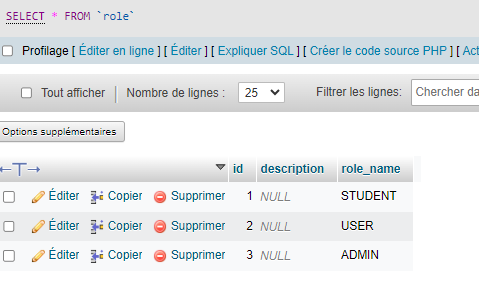 SELECT * FROM `role`
Profilage [ Éditer en ligne ] [ Éditer ] [ Expliquer SQL ] [ Créer le code source PHP ] [ Act
Tout afficher Nombre de lignes : 25 Filtrer les lignes: Chercher da
Options supplémentaires
←T→ id description role_name
Éditer Copier Supprimer 1 NULL STUDENT
Éditer Copier Supprimer 2 NULL USER
Éditer Copier Supprimer 3 NULL ADMIN